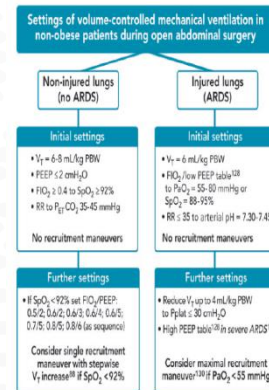 Settings of volume-controlled mechanical ventilation in
non-obese patients during open abdominal surgery
Non-injured lungs
(no ARDS)
Initial settings
• VT = 6-8 mL/kg PBW
• PEEP ≤2 cmH2O
• FIO2 ≥ 0.4 to SpO2 ≥92%
• RR to PETCO2 35-45 mmHg
No recruitment maneuvers
Further settings
• If SpO2 <92% set FIO2/PEEP:
0.5/2; 0.6/2; 0.6/3; 0.6/4; 0.6/5;
0.7/5; 0.8/5; 0.8/6 (as sequence)
Consider single recruitment
maneuver with stepwise
VT increase if SpO2 <92%
Injured lungs
(ARDS)
Initial settings
• VT = 6 mL/kg PBW
• FIO2/low PEEP table128
to PaO2 = 55-80 mmHg or
SpO2 = 88-95%
• RR ≤ 35 to arterial pH = 7.30-7.45
No recruitment maneuvers
Further settings
• Reduce VT up to 4 mL/kg PBW
to Pplat ≤ 30 cmH2O
• High PEEP table128 in severe ARDS
Consider maximal recruitment
maneuver130 if PaO2 < 55 mmHg